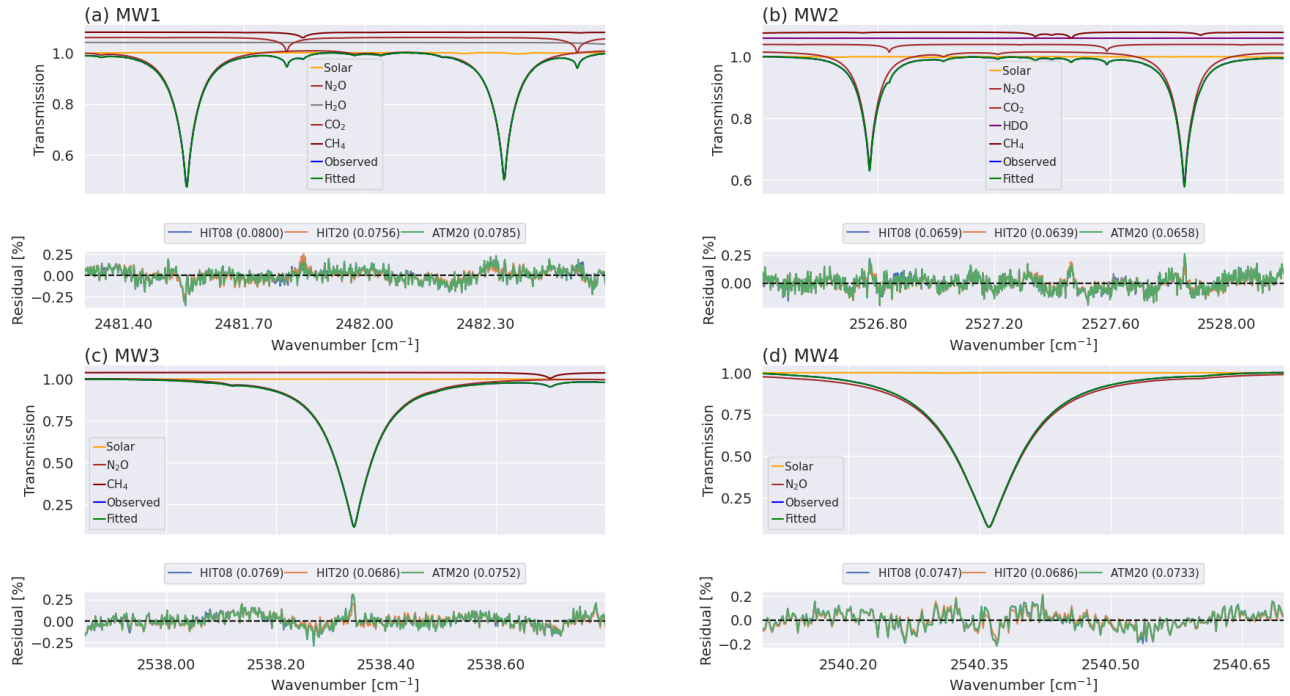 (a) MW1
Transmission
1.0
0.8
0.6
Solar
N₂O
H₂O
CO₂
CH₄
Observed
Fitted
HIT08 (0.0800) HIT20 (0.0756) ATM20 (0.0785)
Residual [%]
0.25
0.00
−0.25
2481.40 2481.70 2482.00 2482.30
Wavenumber [cm⁻¹]
(b) MW2
Transmission
1.0
0.8
0.6
Solar
N₂O
CO₂
HDO
CH₄
Observed
Fitted
HIT08 (0.0659) HIT20 (0.0639) ATM20 (0.0658)
Residual [%]
0.25
0.00
2526.80 2527.20 2527.60 2528.00
Wavenumber [cm⁻¹]
(c) MW3
Transmission
1.00
0.75
0.50
0.25
Solar
N₂O
CH₄
Observed
Fitted
HIT08 (0.0769) HIT20 (0.0686) ATM20 (0.0752)
Residual [%]
0.25
0.00
−0.25
2538.00 2538.20 2538.40 2538.60
Wavenumber [cm⁻¹]
(d) MW4
Transmission
1.00
0.75
0.50
0.25
Solar
N₂O
Observed
Fitted
HIT08 (0.0747) HIT20 (0.0686) ATM20 (0.0733)
Residual [%]
0.2
0.0
−0.2
2540.20 2540.35 2540.50 2540.65
Wavenumber [cm⁻¹]